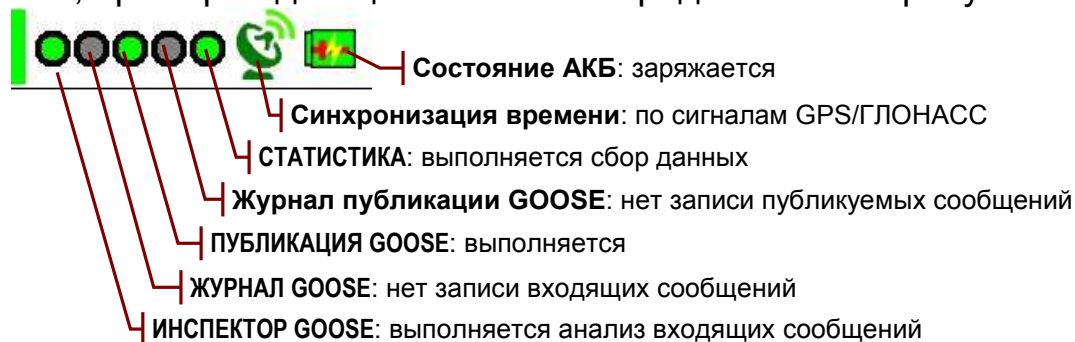 Состояние АКБ: заряжается
Синхронизация времени: по сигналам GPS/ГЛОНАСС
СТАТИСТИКА: выполняется сбор данных
Журнал публикации GOOSE: нет записи публикуемых сообщений
ПУБЛИКАЦИЯ GOOSE: выполняется
ЖУРНАЛ GOOSE: нет записи входящих сообщений
ИНСПЕКТОР GOOSE: выполняется анализ входящих сообщений